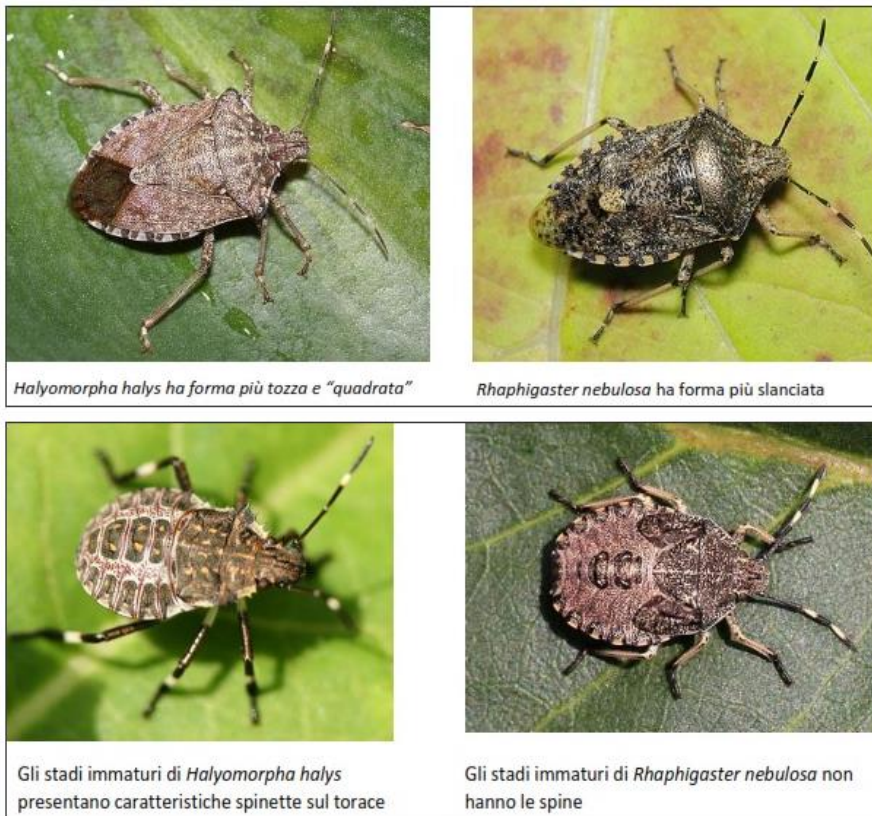 Halyomorpha halys ha forma più tozza e “quadrata”
Rhaphigaster nebulosa ha forma più slanciata
Gli stadi immaturi di Halyomorpha halys
presentano caratteristiche spinette sul torace
Gli stadi immaturi di Rhaphigaster nebulosa non
hanno le spine